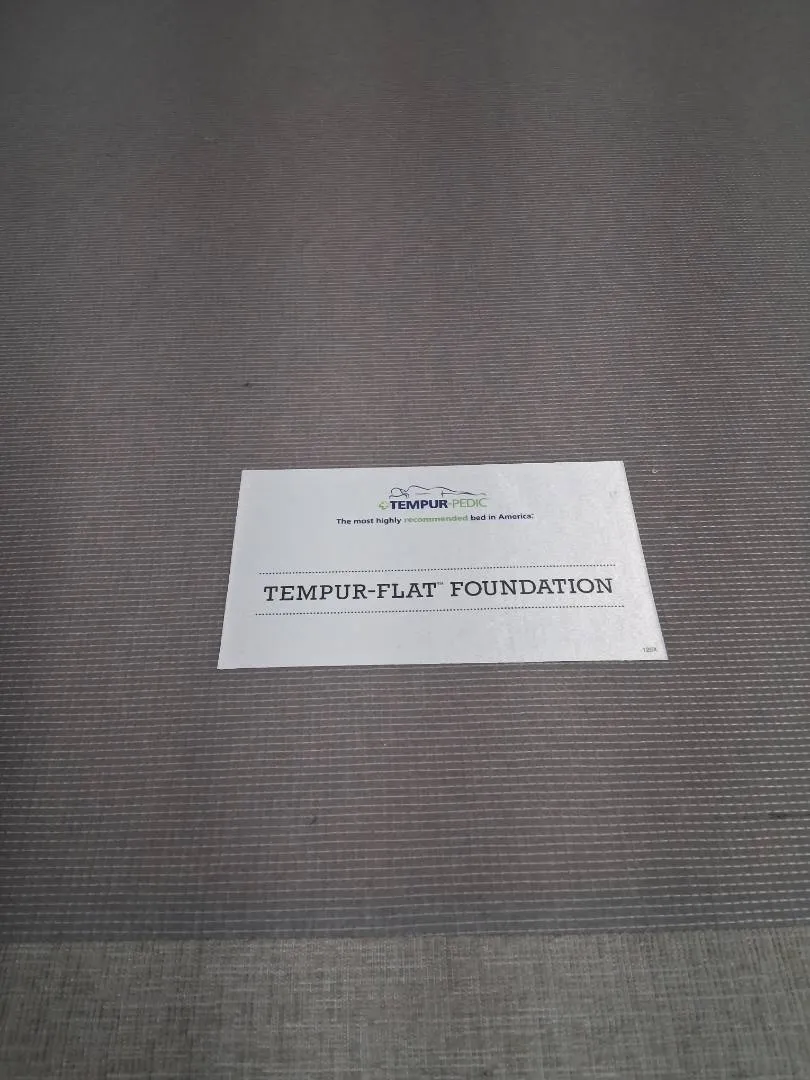 TEMPUR-PEDIC
The most highly recommended bed in America.
TEMPUR-FLAT™ FOUNDATION